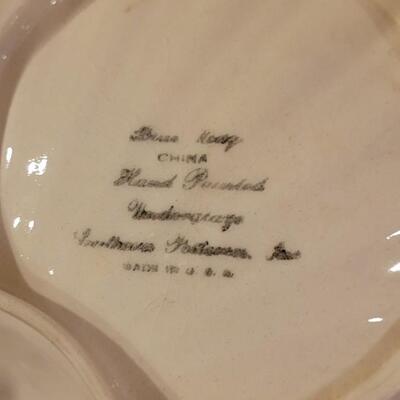 Blue Ridge
CHINA
Hand Painted
Underglaze
Southern Potteries, Inc
MADE IN U.S.A.